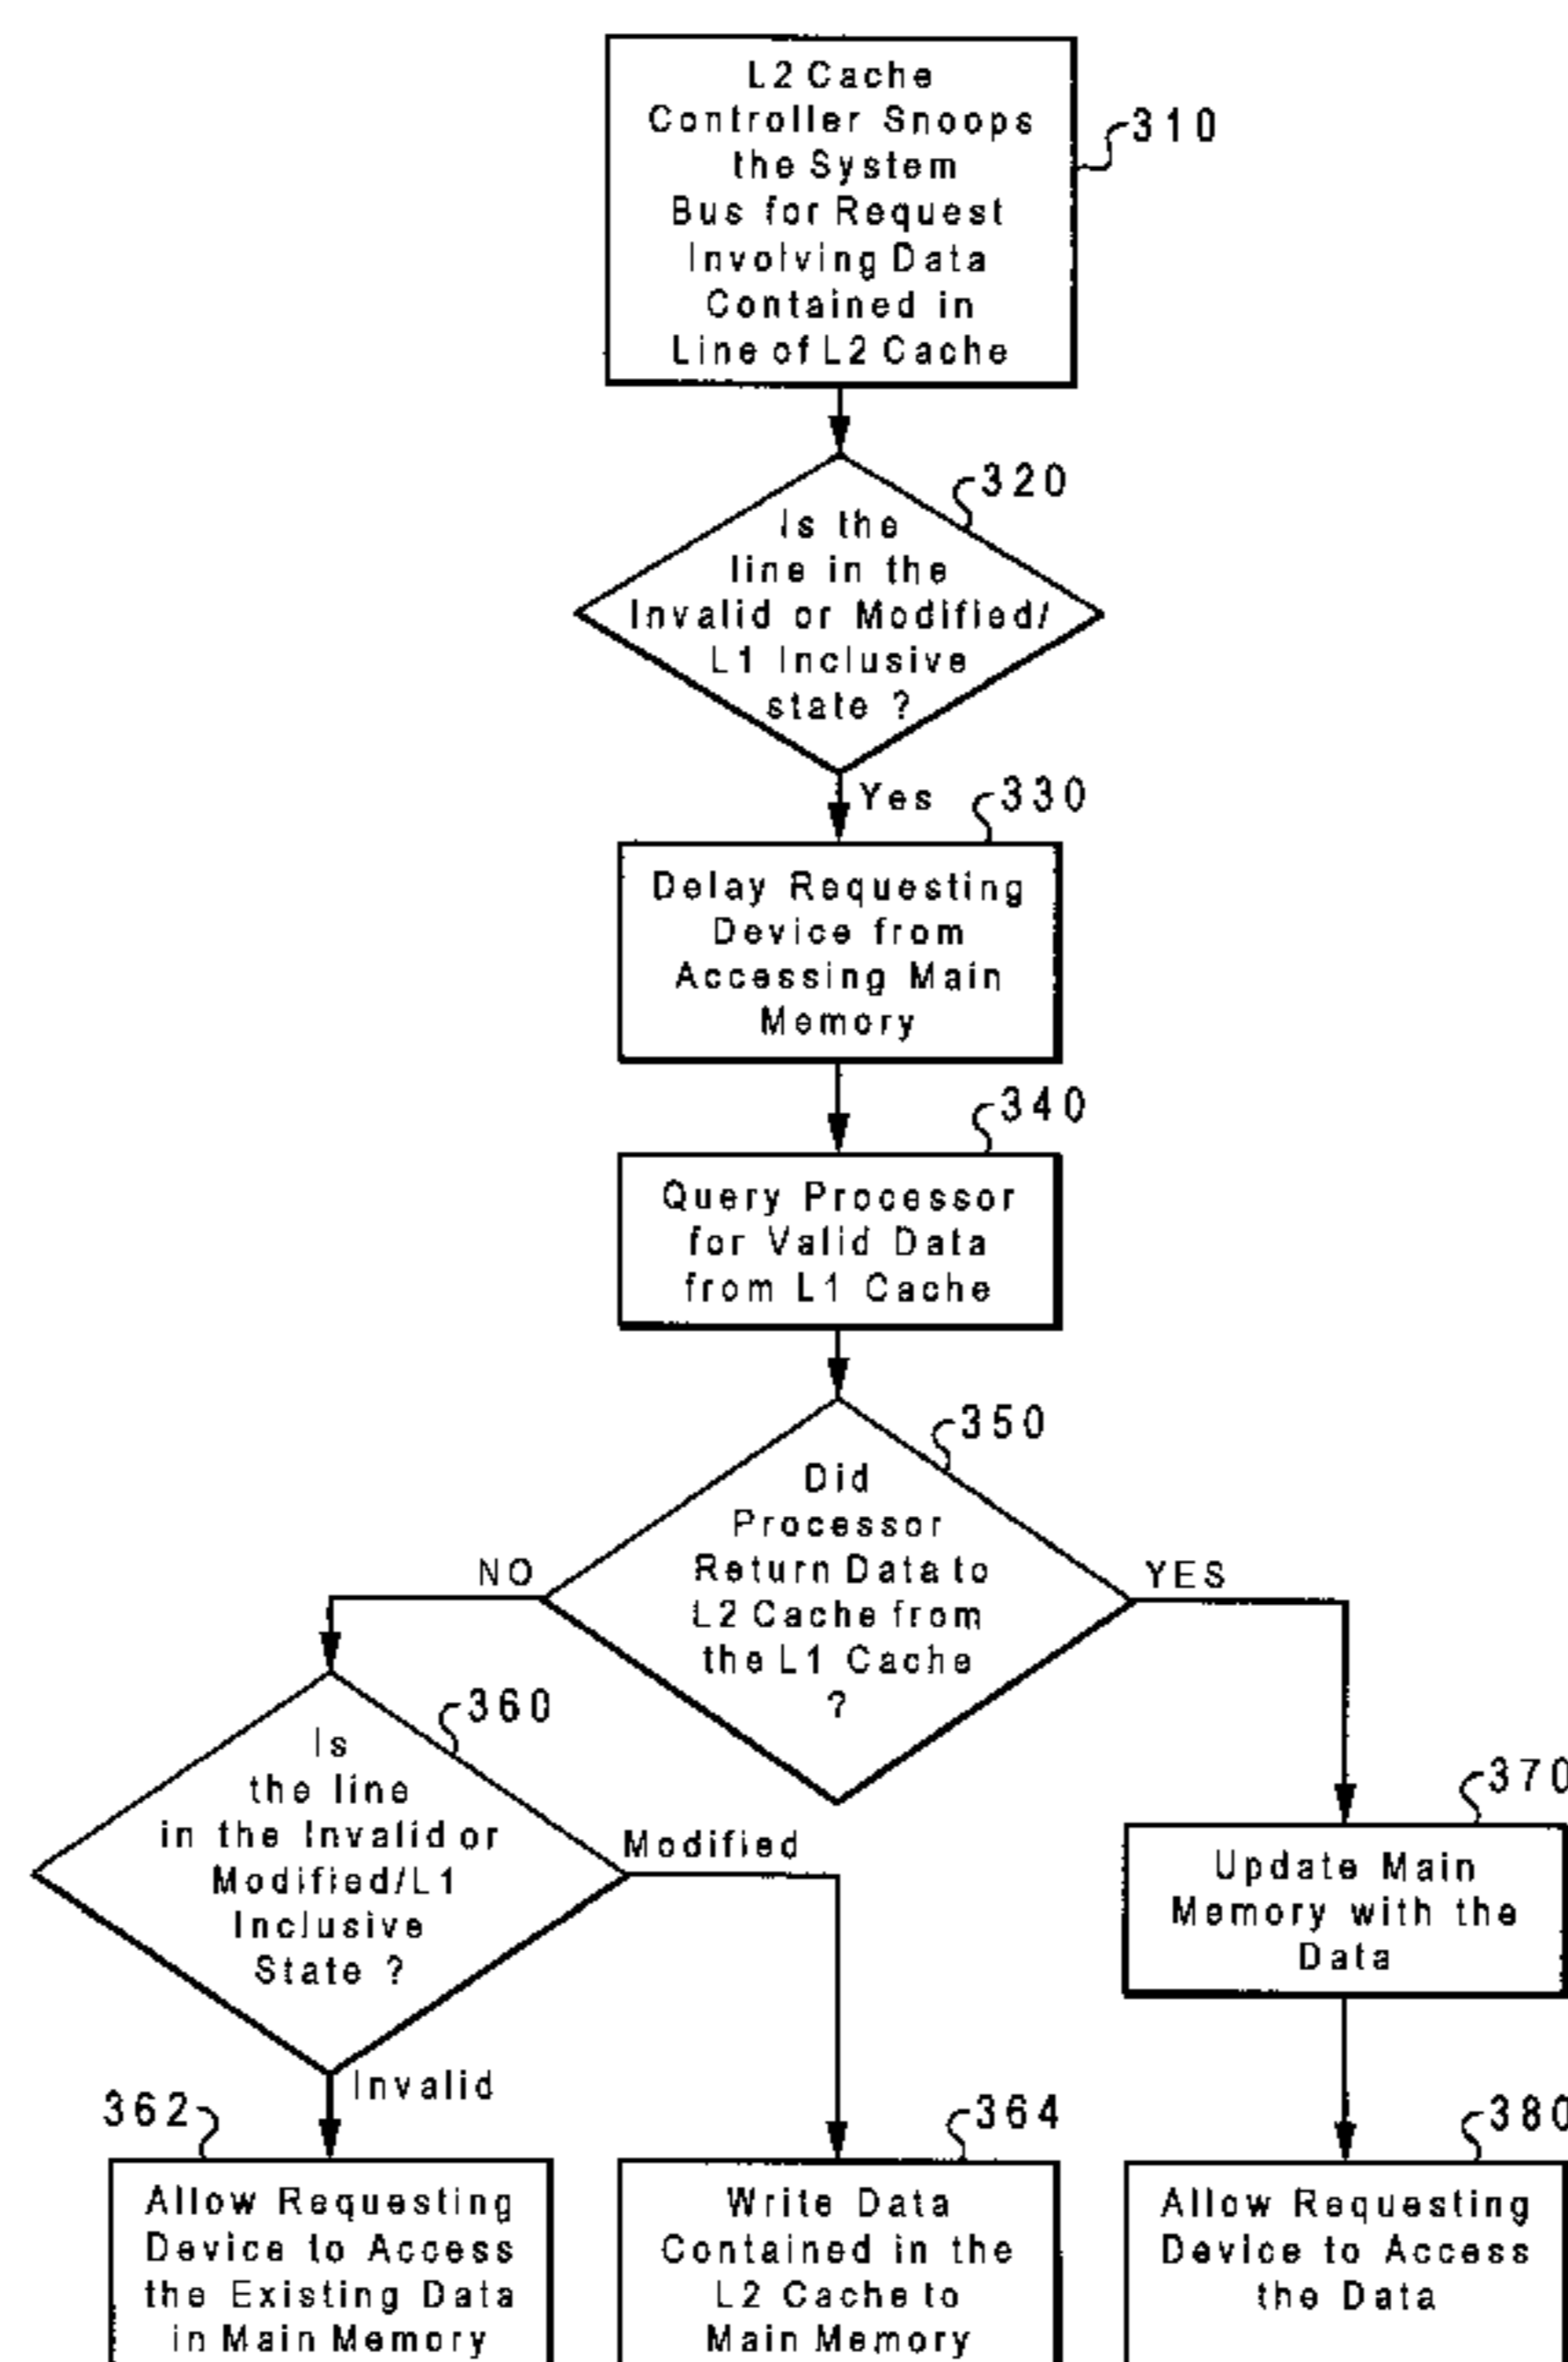 L2 Cache
Controller Snoops
the System
Bus for Request
Involving Data
Contained in
Line of L2 Cache
310
320
Is the
line in the
Invalid or Modified/
L1 Inclusive
state ?
Yes
330
Delay Requesting
Device from
Accessing Main
Memory
340
Query Processor
for Valid Data
from L1 Cache
350
Did
Processor
Return Data to
L2 Cache from
the L1 Cache
?
NO
YES
360
Is
the line
in the Invalid or
Modified/L1
Inclusive
State ?
Modified
Invalid
370
Update Main
Memory with the
Data
362
Allow Requesting
Device to Access
the Existing Data
in Main Memory
364
Write Data
Contained in the
L2 Cache to
Main Memory
380
Allow Requesting
Device to Access
the Data